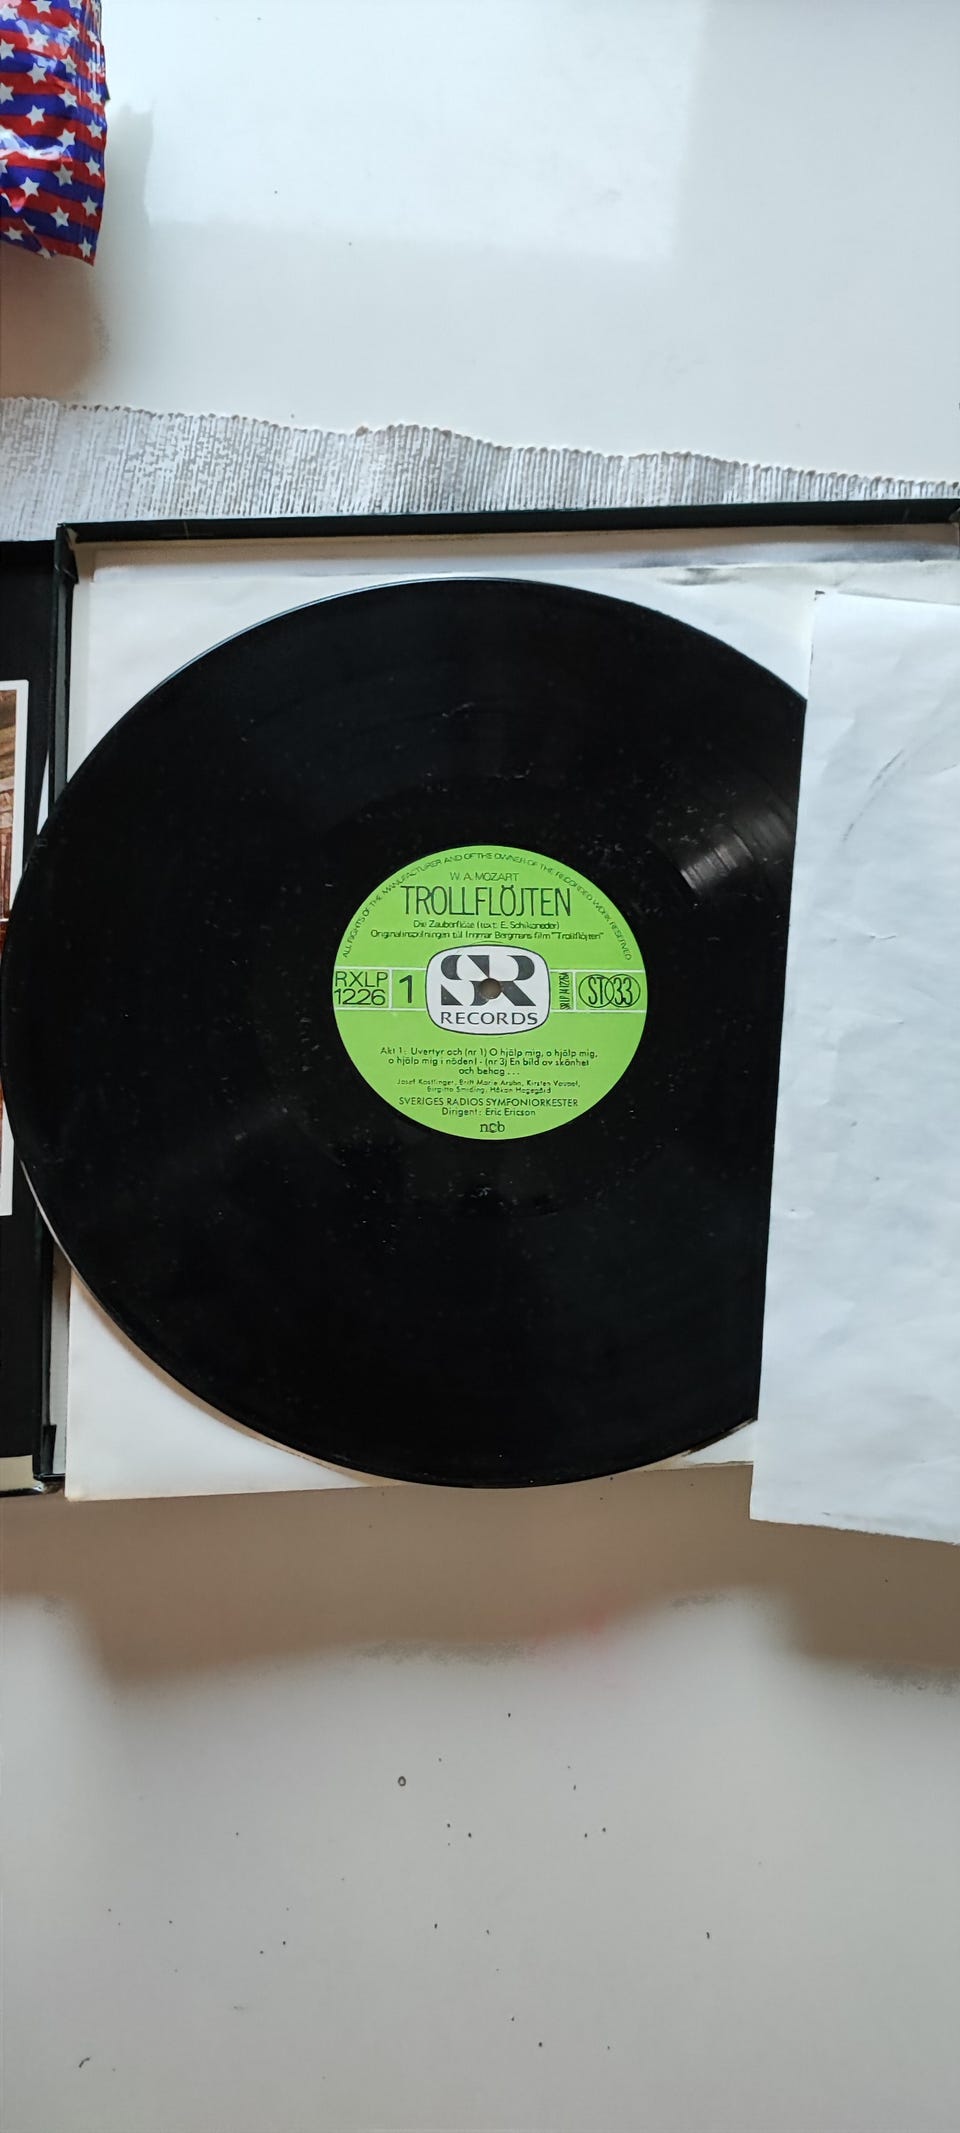 ALL RIGHTS OF THE MANUFACTURER AND OF THE OWNER OF THE RECORDED WORK RESERVED
W. A. MOZART
TROLLFLÖJTEN
Die Zauberflöte (text: E. Schikaneder)
Originalinspelningen till Ingmar Bergmans film "Trollflöjten"
RXLP
1226
1
SR
RECORDS
ST 33
Akt 1: Uvertyr och (nr 1) O hjälp mig, o hjälp mig,
o hjälp mig i nöden! - (nr 3) En bild av skönhet
och behag ...
Josef Köstlinger, Britt Marie Aruhn, Kirsten Vaupel,
Birgitta Smiding, Håkan Hagegård
SVERIGES RADIOS SYMFONIORKESTER
Dirigent: Eric Ericson
ncb